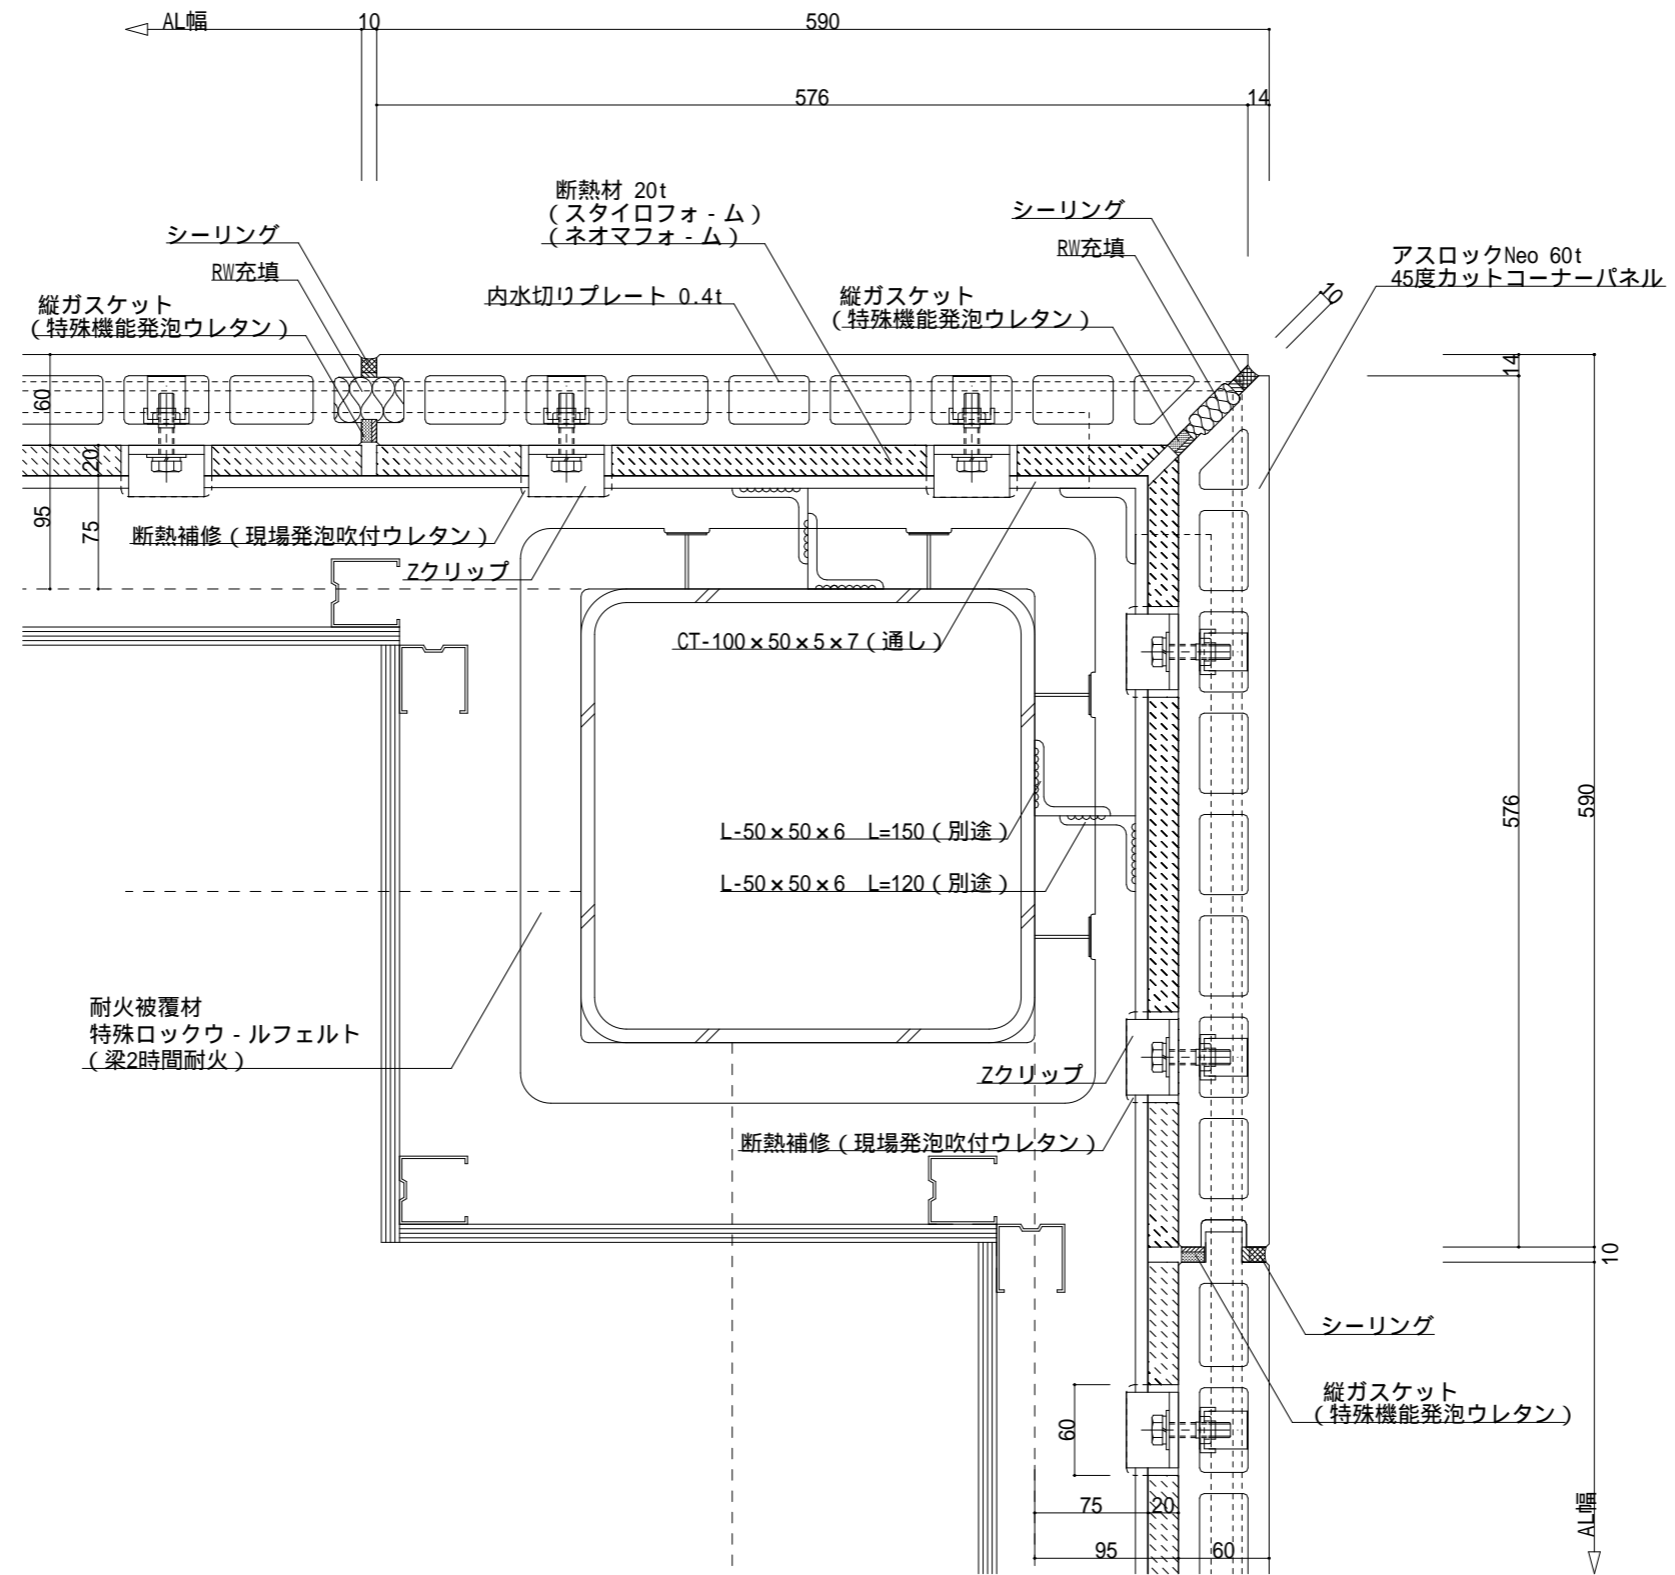 AL幅
10
590
576
14
断熱材 20t
(スタイロフォ-ム)
(ネオマフォ-ム)
シーリング
シーリング
RW充填
RW充填
アスロックNeo 60t
45度カットコーナーパネル
縦ガスケット
(特殊機能発泡ウレタン)
内水切りプレート 0.4t
縦ガスケット
(特殊機能発泡ウレタン)
10
14
60
20
95
75
断熱補修(現場発泡吹付ウレタン)
Zクリップ
CT-100×50×5×7(通し)
L-50×50×6 L=150(別途)
L-50×50×6 L=120(別途)
576
590
耐火被覆材
特殊ロックウ-ルフェルト
(梁2時間耐火)
Zクリップ
断熱補修(現場発泡吹付ウレタン)
10
シーリング
縦ガスケット
(特殊機能発泡ウレタン)
60
75
20
95
60
AL幅